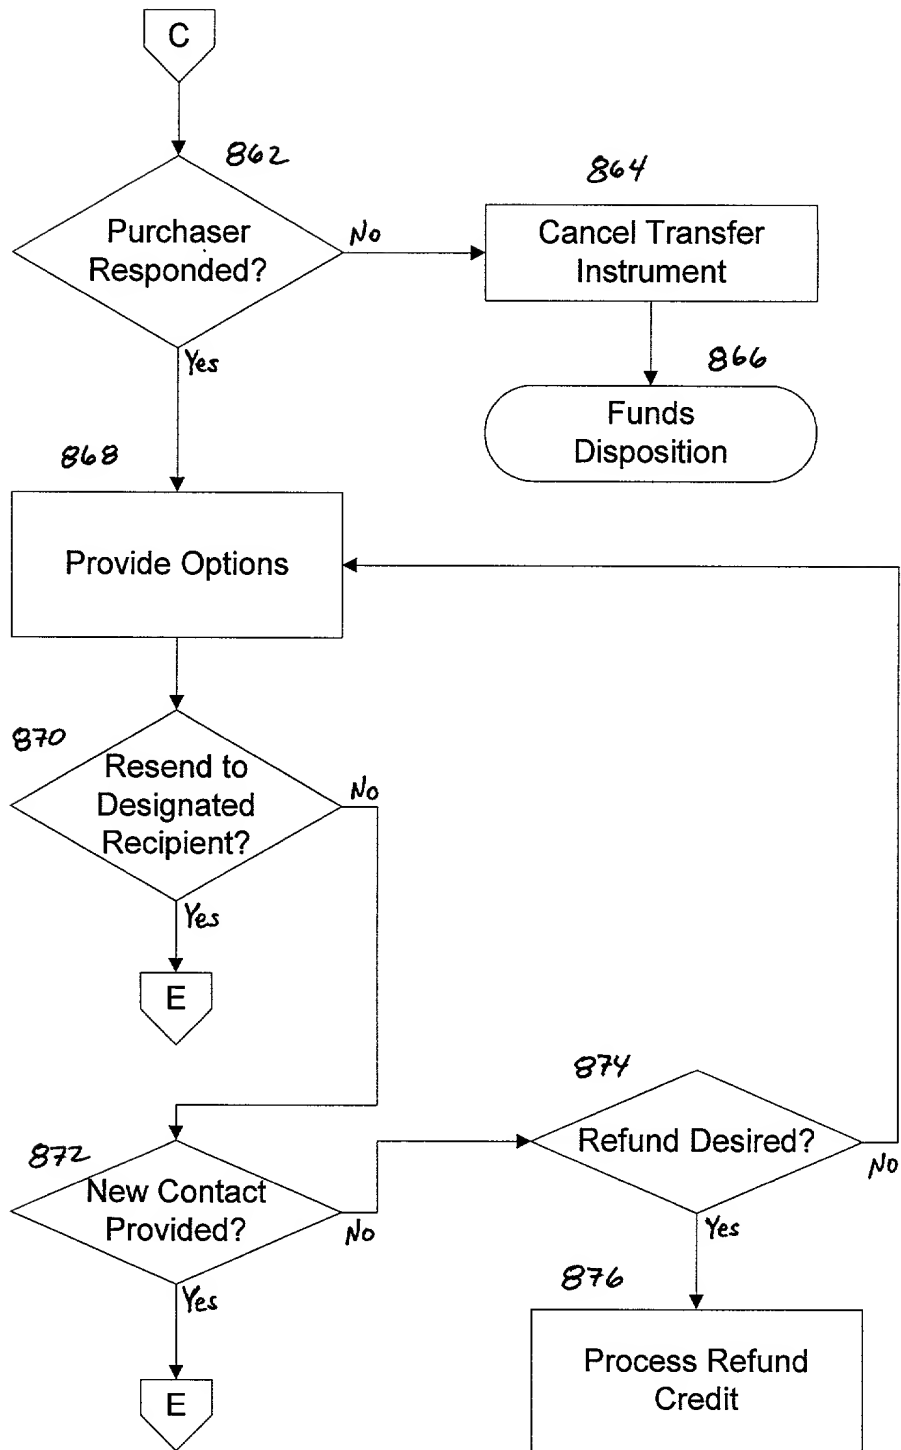 C
862
Purchaser
Responded?
No
Yes
864
Cancel Transfer
Instrument
866
Funds
Disposition
868
Provide Options
870
Resend to
Designated
Recipient?
No
Yes
E
872
New Contact
Provided?
No
Yes
E
874
Refund Desired?
No
Yes
876
Process Refund
Credit